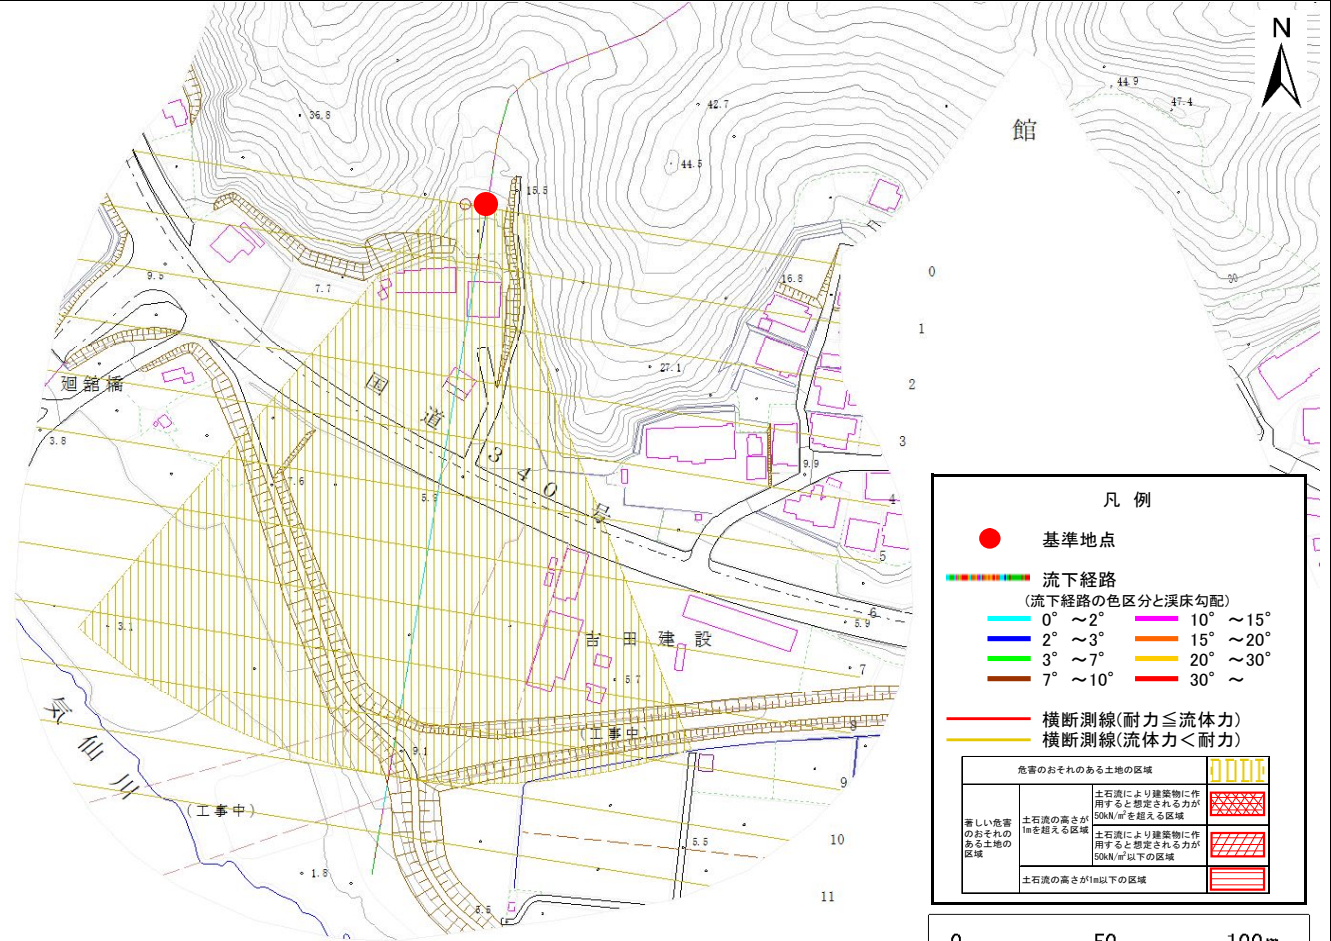 N
館
44.9
47.4
36.8
42.7
44.5
15.5
9.5
7.7
16.8
30
0
1
2
3
4
5
6
7
8
9
10
11
27.1
廻舘橋
3.8
国道340号
7.6
9.9
5.9
3.1
吉田建設
5.7
(工事中)
9.1
気仙川
(工事中)
1.8
5.5
5.5
凡 例
基準地点
流下経路
(流下経路の色区分と渓床勾配)
0° ～2° 10° ～15°
2° ～3° 15° ～20°
3° ～7° 20° ～30°
7° ～10° 30° ～
横断測線(耐力≦流体力)
横断測線(流体力＜耐力)
危害のおそれのある土地の区域
著しい危害
のおそれの
ある土地の
区域
土石流の高さが
1mを超える区域
土石流により建築物に作
用すると想定される力が
50kN/m²を超える区域
土石流により建築物に作
用すると想定される力が
50kN/m²以下の区域
土石流の高さが1m以下の区域
0 50 100m